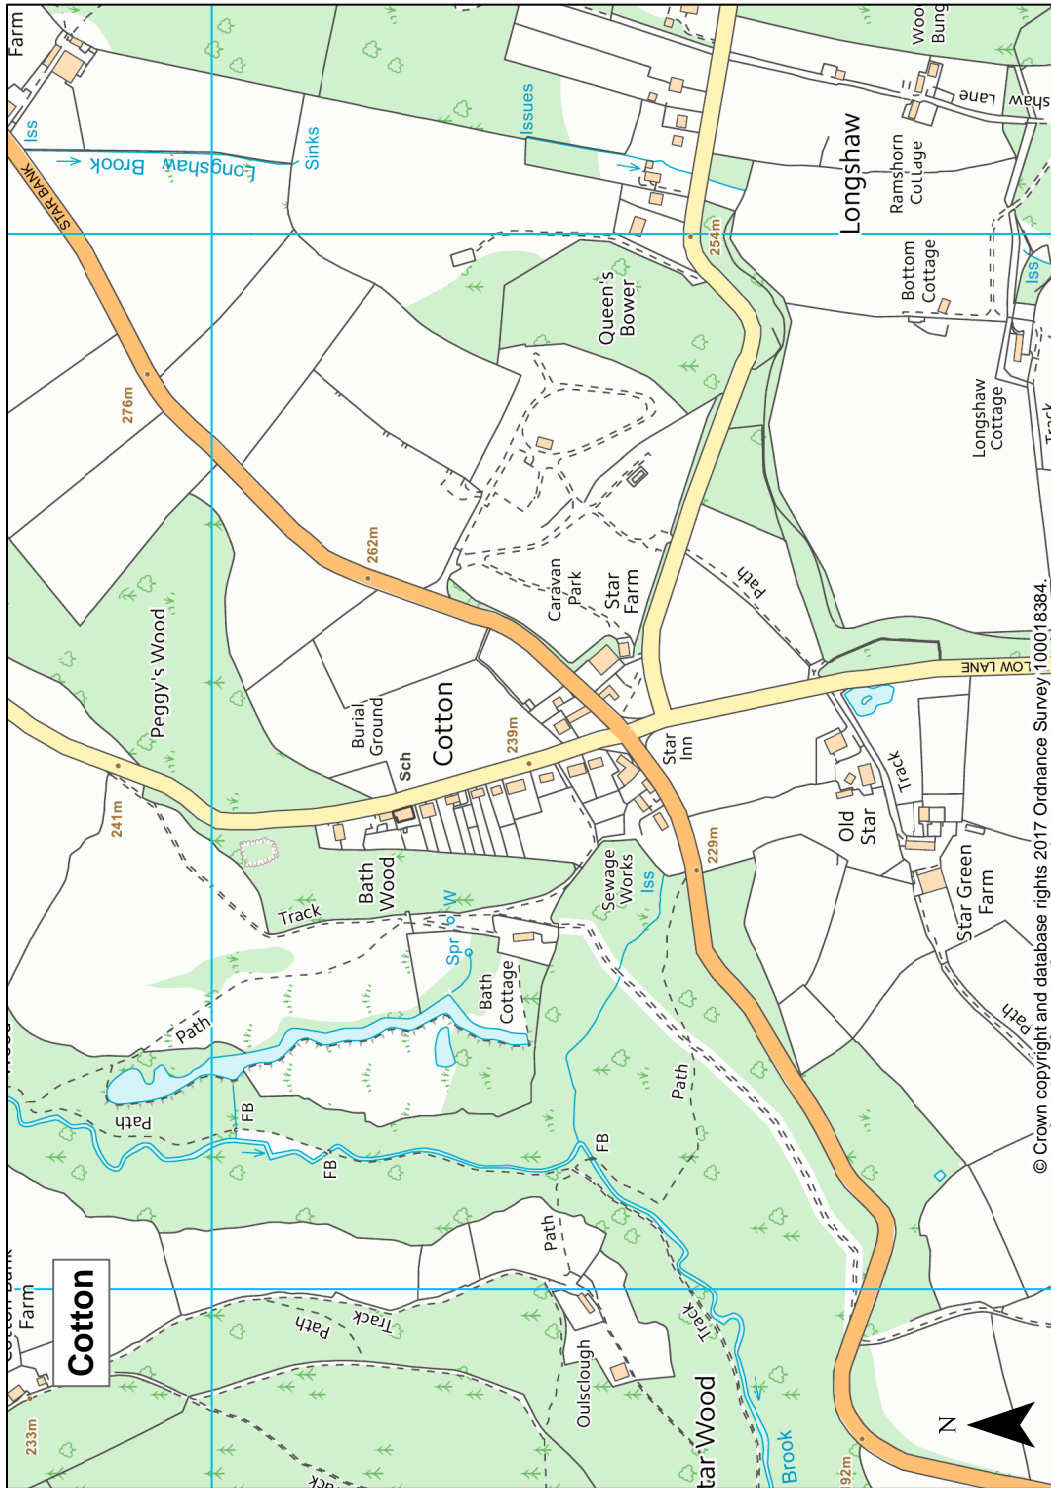 Farm
Iss
Longshaw Brook
Sinks
STAR BANK
Issues
Lane
Longshaw
Ramshorn
Cottage
Bottom
Cottage
Iss
254m
Queen's
Bower
276m
Longshaw
Cottage
Track
262m
Caravan
Park
Star
Farm
Path
Peggy's Wood
LOW LANE
Burial
Ground
Cotton
Sch
239m
Star
Inn
241m
Track
Old
Star
Bath
Wood
Sewage
Works
Iss
229m
Star Green
Farm
Track
W
Spr
Bath
Cottage
Path
Path
Path
Path
FB
FB
FB
Path
Farm
Cotton
Path
Track
Oulsclough
Track
233m
tar Wood
Brook
92m
Track
N
© Crown copyright and database rights 2017 Ordnance Survey 100018384.